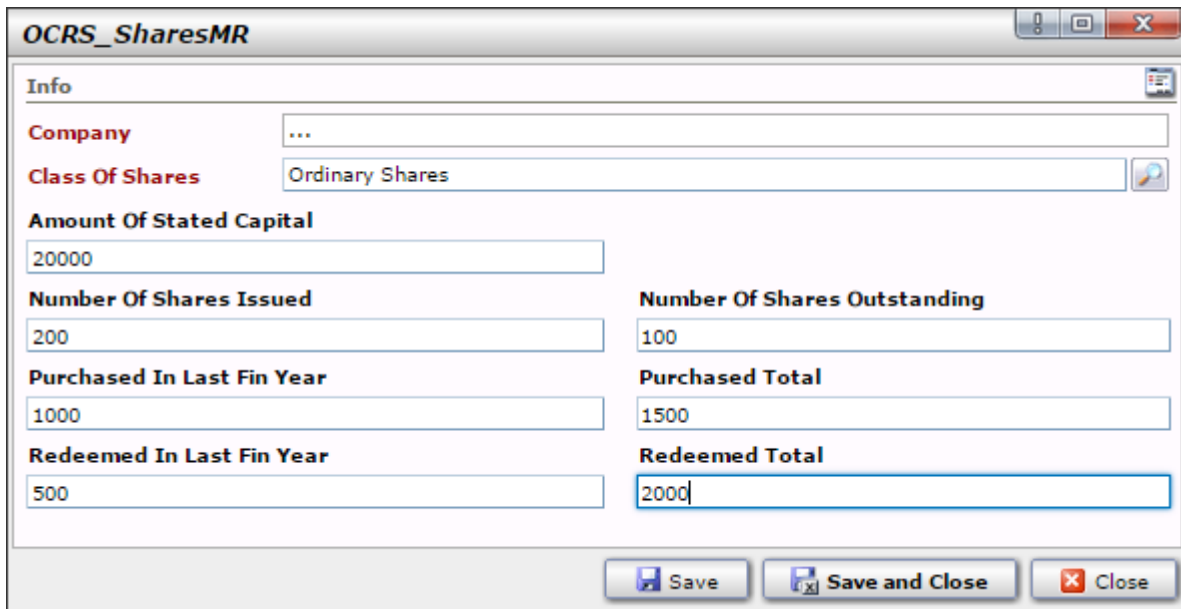 OCRS_SharesMR
Info
Company ...
Class Of Shares Ordinary Shares
Amount Of Stated Capital
20000
Number Of Shares Issued Number Of Shares Outstanding
200 100
Purchased In Last Fin Year Purchased Total
1000 1500
Redeemed In Last Fin Year Redeemed Total
500 2000
Save Save and Close Close